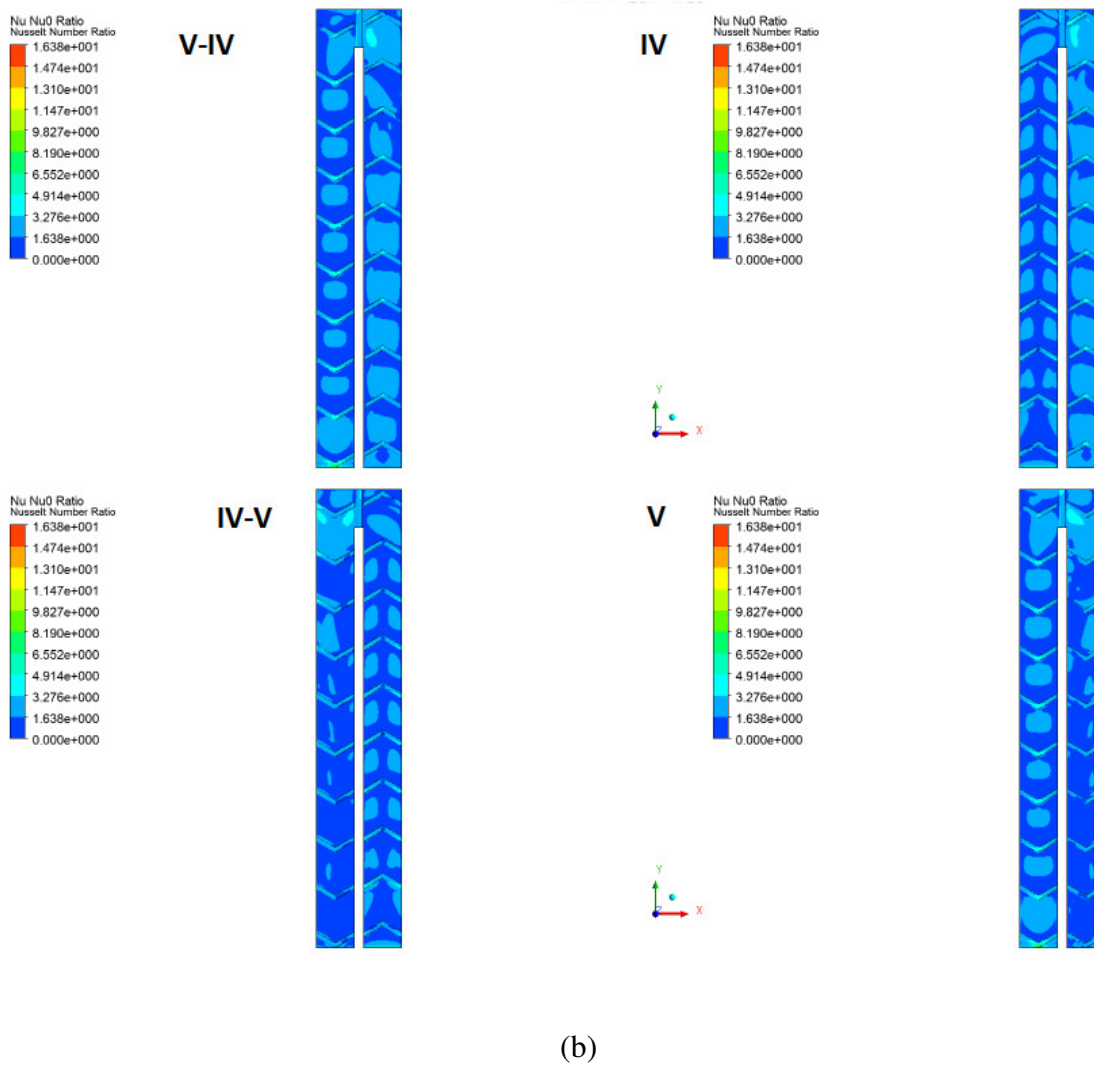 Nu Nu0 Ratio
Nusselt Number Ratio
1.638e+001
1.474e+001
1.310e+001
1.147e+001
9.827e+000
8.190e+000
6.552e+000
4.914e+000
3.276e+000
1.638e+000
0.000e+000
V-IV
IV
Nu Nu0 Ratio
Nusselt Number Ratio
1.638e+001
1.474e+001
1.310e+001
1.147e+001
9.827e+000
8.190e+000
6.552e+000
4.914e+000
3.276e+000
1.638e+000
0.000e+000
Y
Z
X
Nu Nu0 Ratio
Nusselt Number Ratio
1.638e+001
1.474e+001
1.310e+001
1.147e+001
9.827e+000
8.190e+000
6.552e+000
4.914e+000
3.276e+000
1.638e+000
0.000e+000
IV-V
V
Nu Nu0 Ratio
Nusselt Number Ratio
1.638e+001
1.474e+001
1.310e+001
1.147e+001
9.827e+000
8.190e+000
6.552e+000
4.914e+000
3.276e+000
1.638e+000
0.000e+000
Y
Z
X
(b)